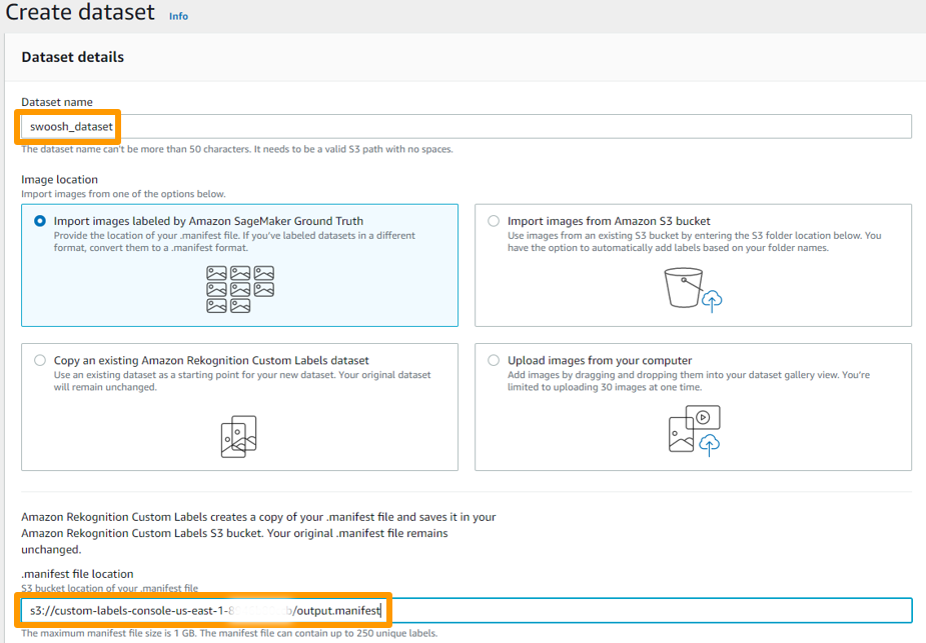 Create dataset Info
Dataset details
Dataset name
swoosh_dataset
The dataset name can't be more than 50 characters. It needs to be a valid S3 path with no spaces.
Image location
Import images from one of the options below.
Import images labeled by Amazon SageMaker Ground Truth
Provide the location of your .manifest file. If you've labeled datasets in a different
format, convert them to a .manifest format.
Import images from Amazon S3 bucket
Use images from an existing S3 bucket by entering the S3 folder location below. You
have the option to automatically add labels based on your folder names.
Copy an existing Amazon Rekognition Custom Labels dataset
Use an existing dataset as a starting point for your new dataset. Your original dataset
will remain unchanged.
Upload images from your computer
Add images by dragging and dropping them into your dataset gallery view. You're
limited to uploading 30 images at one time.
Amazon Rekognition Custom Labels creates a copy of your .manifest file and saves it in your
Amazon Rekognition Custom Labels S3 bucket. Your original .manifest file remains
unchanged.
.manifest file location
S3 bucket location of your .manifest file
s3://custom-labels-console-us-east-1- /output.manifest
The maximum manifest file size is 1 GB. The manifest file can contain up to 250 unique labels.